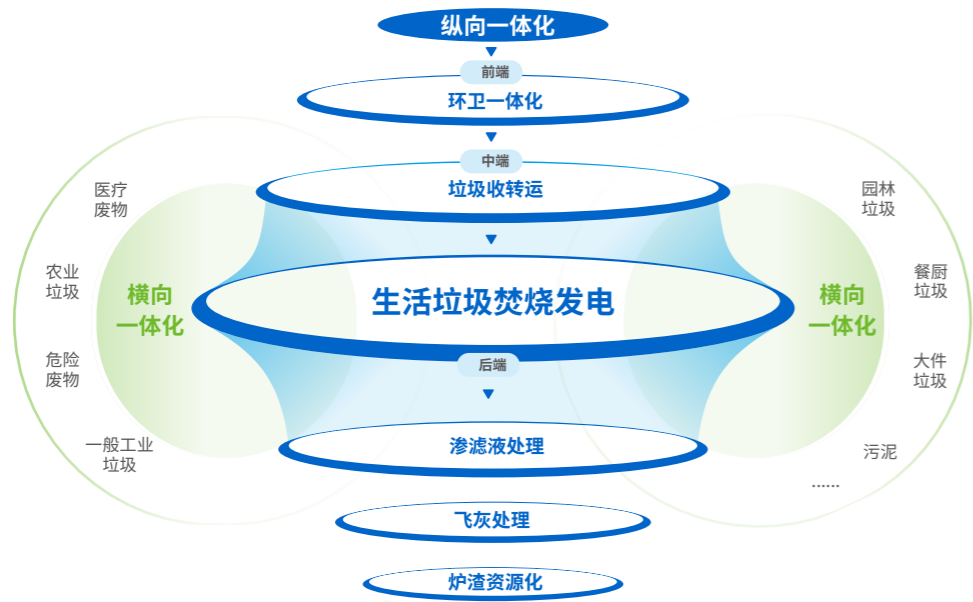 纵向一体化
前端
环卫一体化
中端
垃圾收转运
医疗
废物
农业
垃圾
危险
废物
一般工业
垃圾
横向
一体化
生活垃圾焚烧发电
横向
一体化
园林
垃圾
餐厨
垃圾
大件
垃圾
污泥
......
后端
渗滤液处理
飞灰处理
炉渣资源化